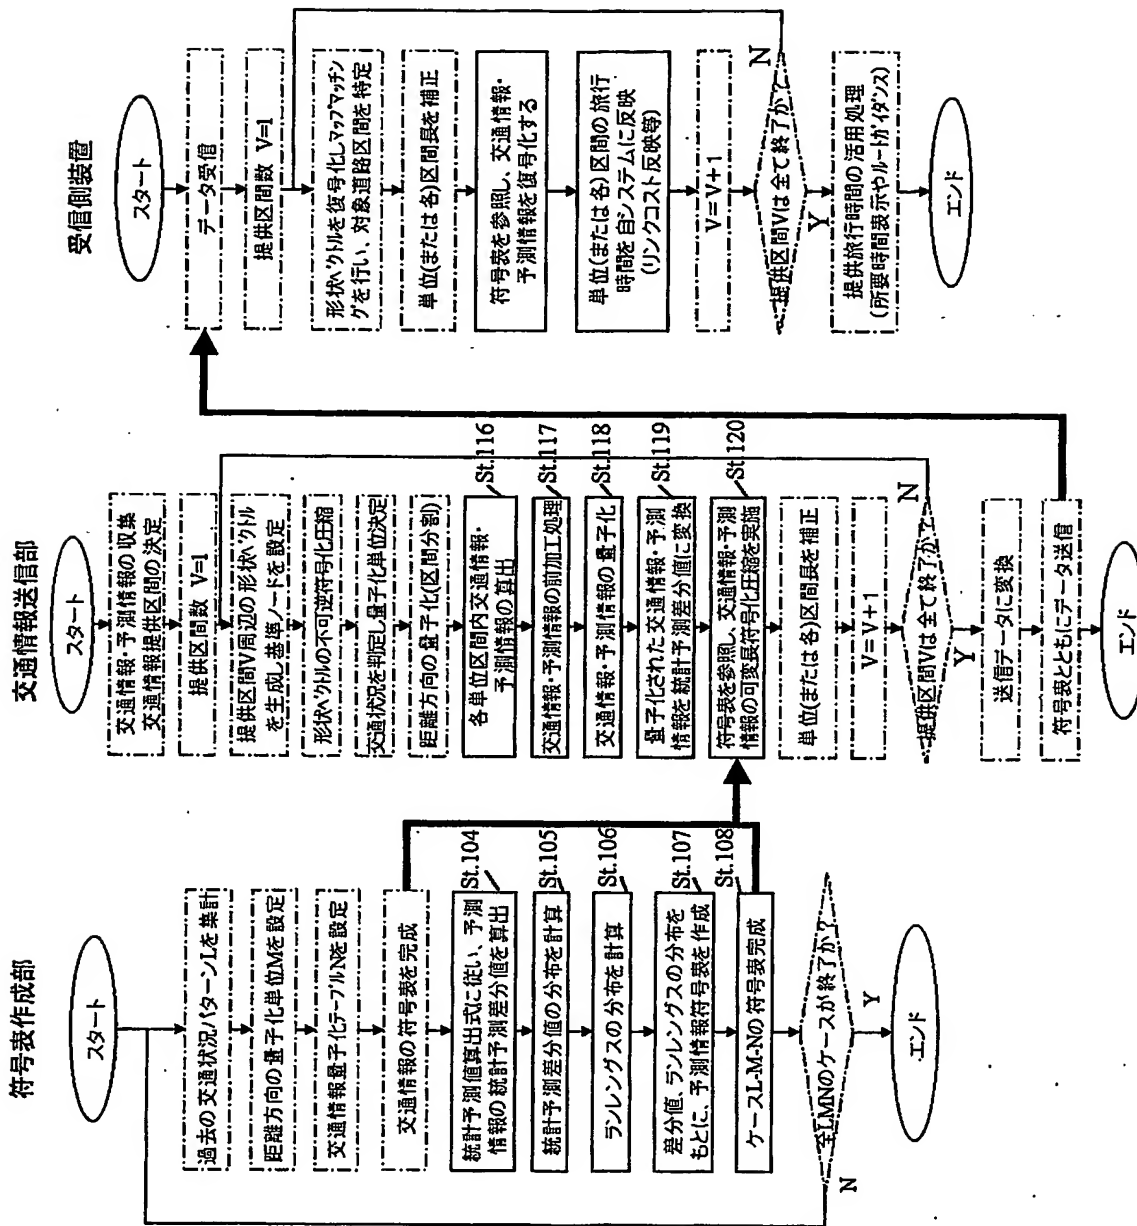 符号表作成部
スタート
過去の交通状況パターンLを集計
距離方向の量子化単位Mを設定
交通情報量子化テーブルNを設定
交通情報の符号表を完成
St.104
統計予測値算出式に従い、予測
情報の統計予測差分値を算出
St.105
統計予測差分値の分布を計算
St.106
ランレングスの分布を計算
St.107
差分値、ランレングスの分布を
もとに、予測情報符号表を作成
St.108
ケースL-M-Nの符号表完成
全LMNのケースが終了か?
N
Y
エンド
交通情報送信部
スタート
交通情報・予測情報の収集
交通情報提供区間の決定
提供区間数 V=1
提供区間V周辺の形状ベクトル
を生成し基準ノードを設定
形状ベクトルの不可逆符号化圧縮
交通状況を判定し量子化単位決定
距離方向の量子化(区間分割)
St.116
各単位区間内交通情報・
予測情報の算出
St.117
交通情報・予測情報の前加工処理
St.118
交通情報・予測情報の量子化
St.119
量子化された交通情報・予測
情報を統計予測差分値に変換
St.120
符号表を参照し、交通情報・予測
情報の可変長符号化圧縮を実施
単位(または各)区間長を補正
V=V+1
提供区間Vは全て終了か?
N
Y
送信データに変換
符号表とともにデータ送信
エンド
受信側装置
スタート
データ受信
提供区間数 V=1
形状ベクトルを復号化しマップマッチン
グを行い、対象道路区間を特定
単位(または各)区間長を補正
符号表を参照し、交通情報・
予測情報を復号化する
単位(または各)区間の旅行
時間を自システムに反映
(リンクコスト反映等)
V=V+1
提供区間Vは全て終了か?
N
Y
提供旅行時間の活用処理
(所要時間表示やルートガイダンス)
エンド